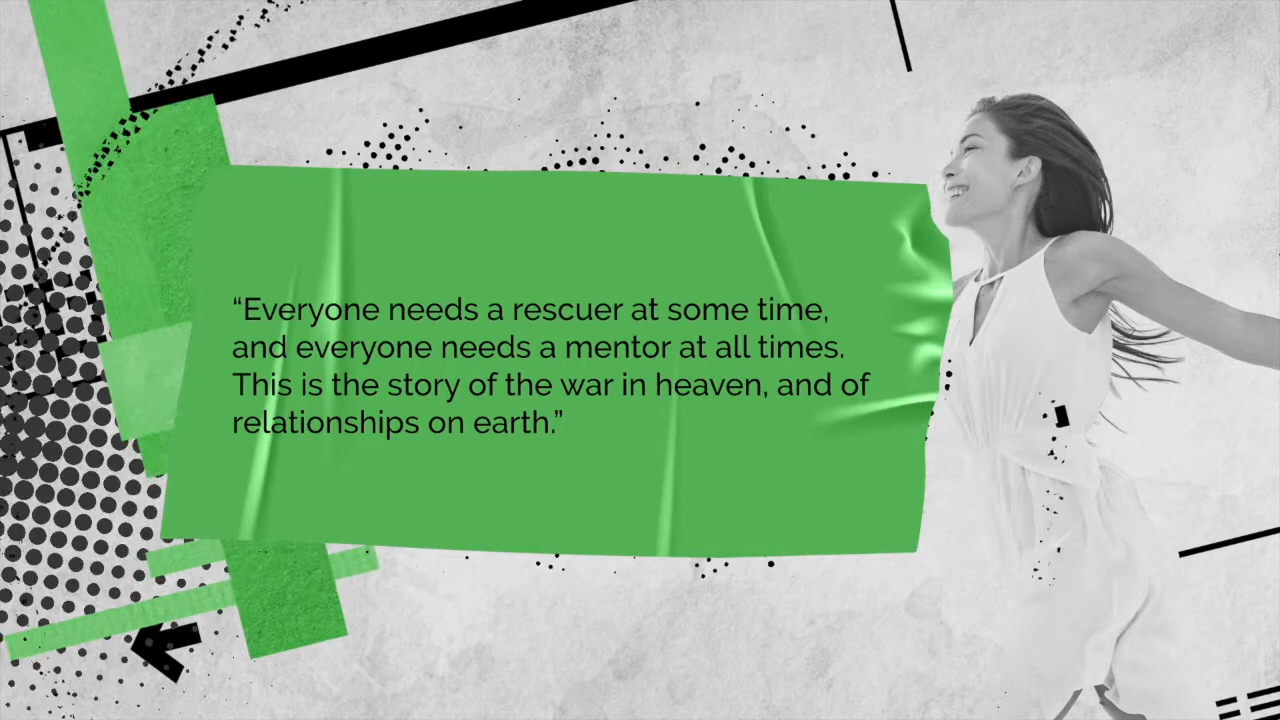 “Everyone needs a rescuer at some time,
and everyone needs a mentor at all times.
This is the story of the war in heaven, and of
relationships on earth.”